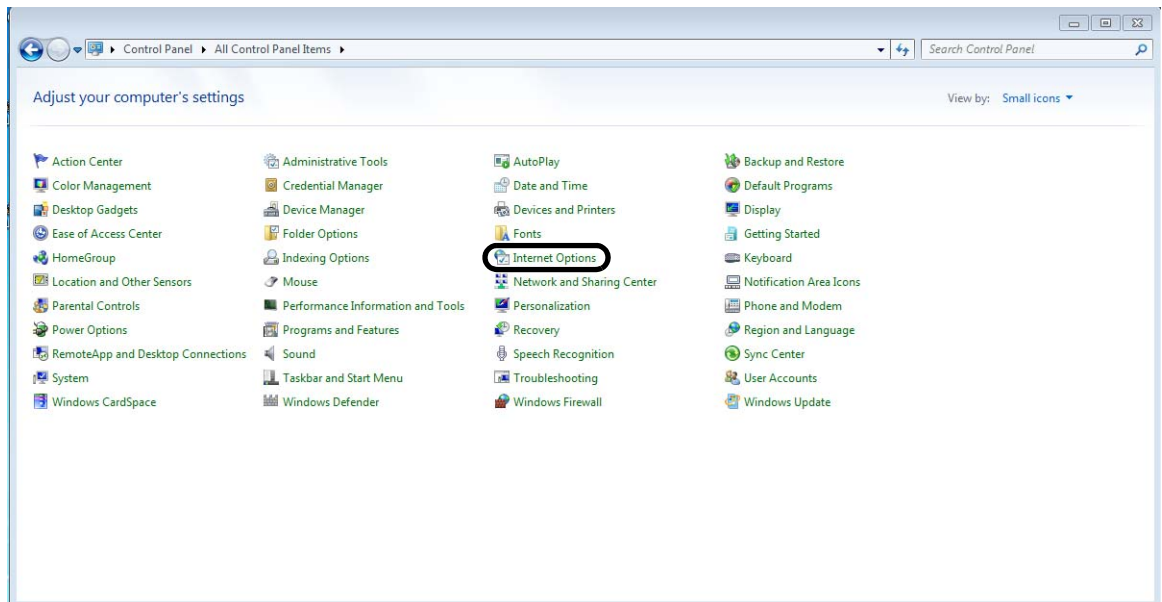 Control Panel All Control Panel Items Search Control Panel
Adjust your computer's settings View by: Small icons
Action Center Administrative Tools AutoPlay Backup and Restore
Color Management Credential Manager Date and Time Default Programs
Desktop Gadgets Device Manager Devices and Printers Display
Ease of Access Center Folder Options Fonts Getting Started
HomeGroup Indexing Options Internet Options Keyboard
Location and Other Sensors Mouse Network and Sharing Center Notification Area Icons
Parental Controls Performance Information and Tools Personalization Phone and Modem
Power Options Programs and Features Recovery Region and Language
RemoteApp and Desktop Connections Sound Speech Recognition Sync Center
System Taskbar and Start Menu Troubleshooting User Accounts
Windows CardSpace Windows Defender Windows Firewall Windows Update